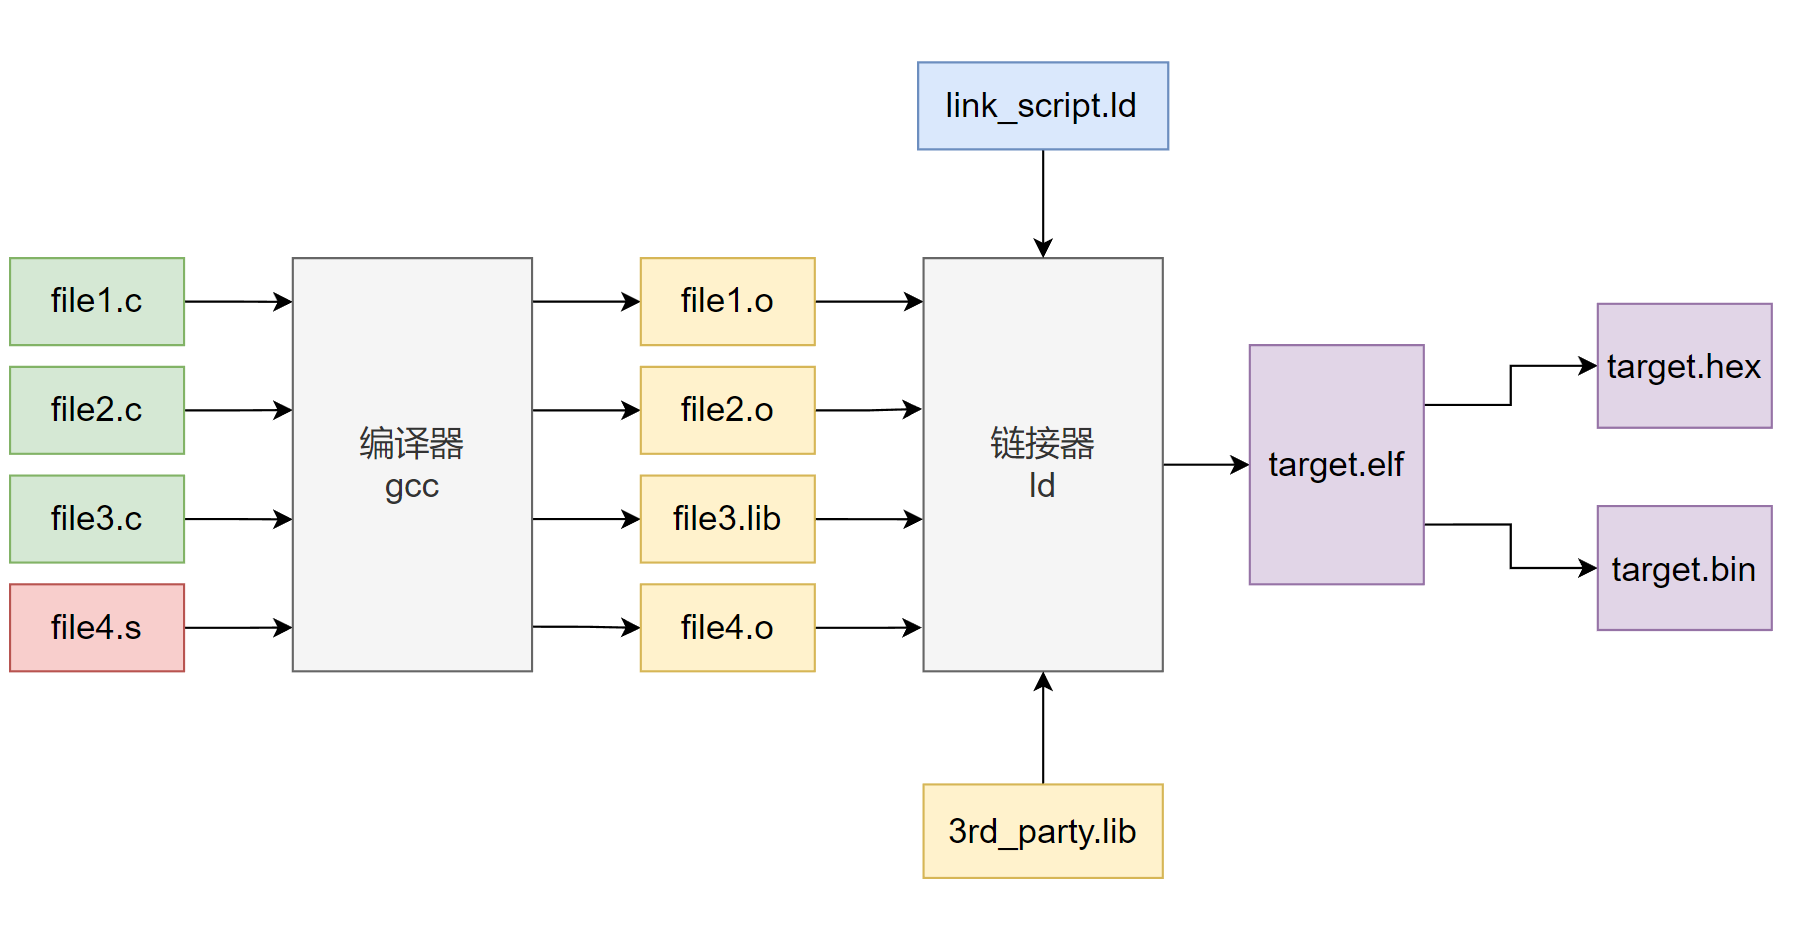 link_script.ld
file1.c
file2.c
file3.c
file4.s
编译器
gcc
file1.o
file2.o
file3.lib
file4.o
链接器
ld
3rd_party.lib
target.elf
target.hex
target.bin